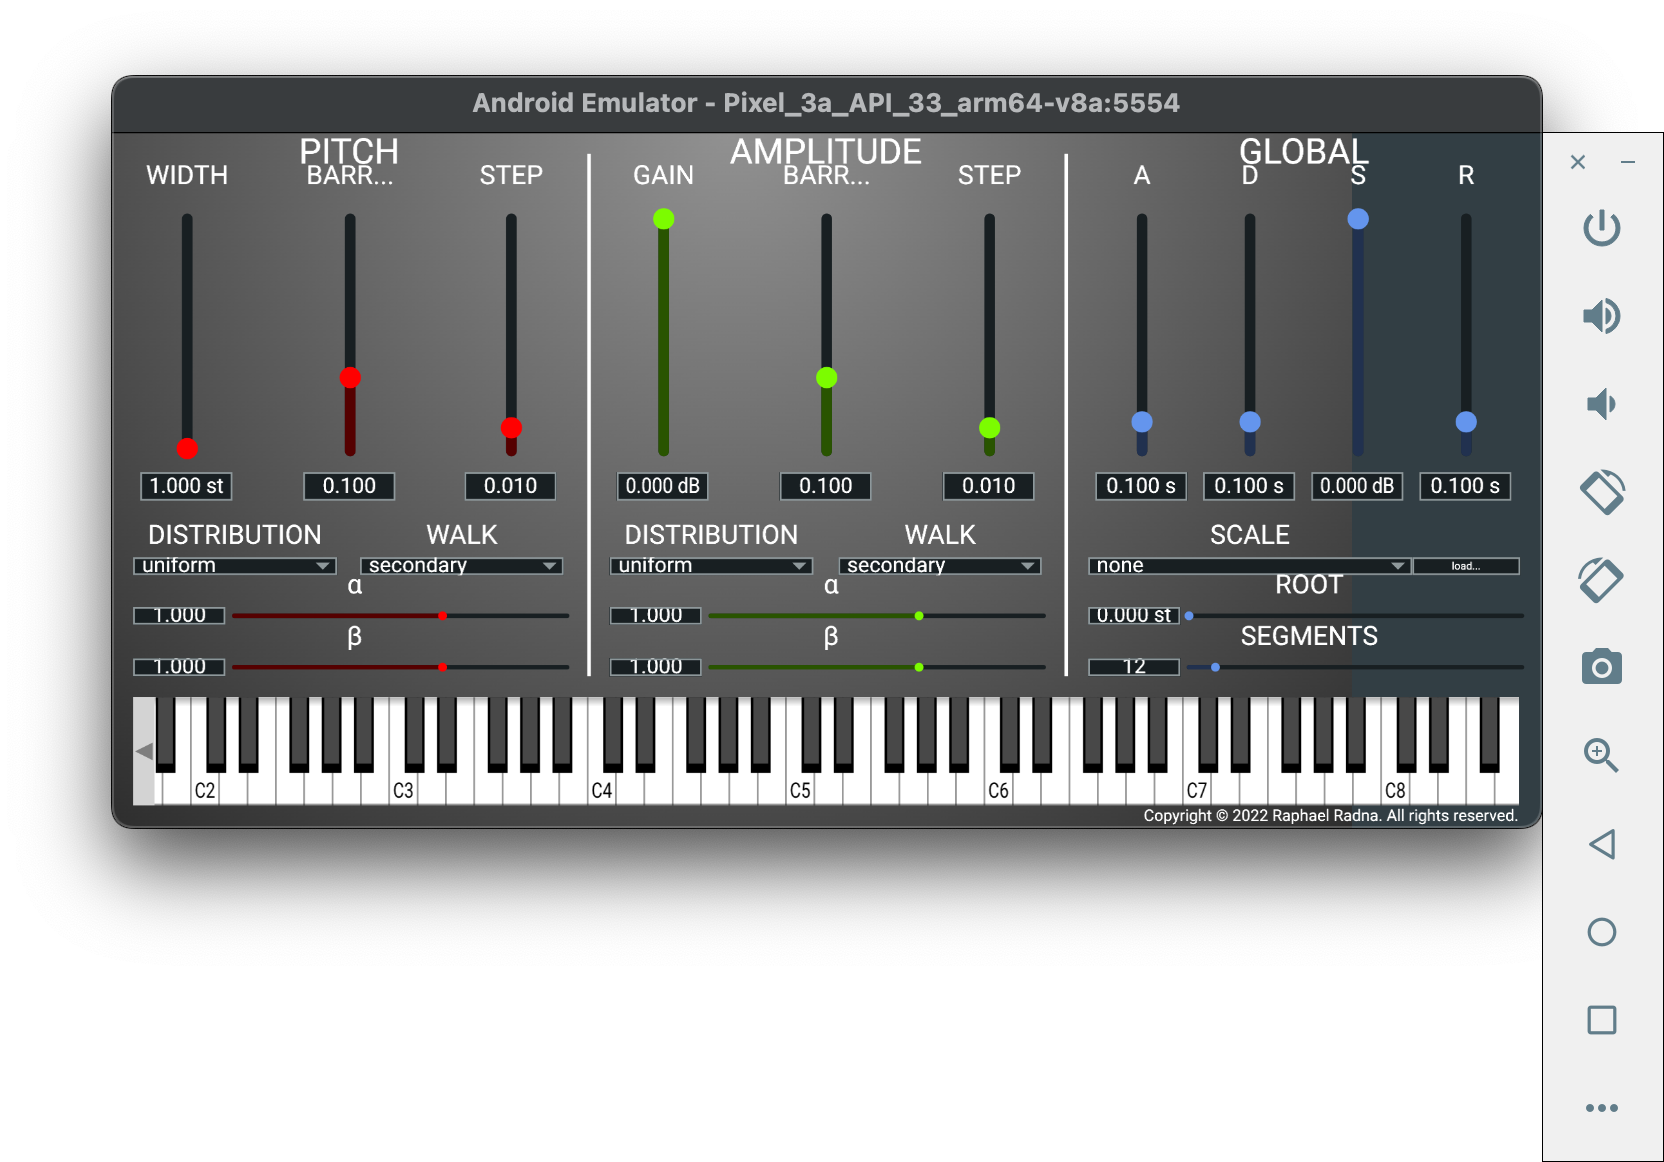 Android Emulator - Pixel_3a_API_33_arm64-v8a:5554
PITCH AMPLITUDE GLOBAL
WIDTH BARR... STEP GAIN BARR... STEP A D S R
1.000 st 0.100 0.010 0.000 dB 0.100 0.010 0.100 s 0.100 s 0.000 dB 0.100 s
DISTRIBUTION WALK DISTRIBUTION WALK SCALE
uniform secondary uniform secondary none load...
α α ROOT
1.000 1.000 0.000 st
β β SEGMENTS
1.000 1.000 12
C2 C3 C4 C5 C6 C7 C8
Copyright © 2022 Raphael Radna. All rights reserved.